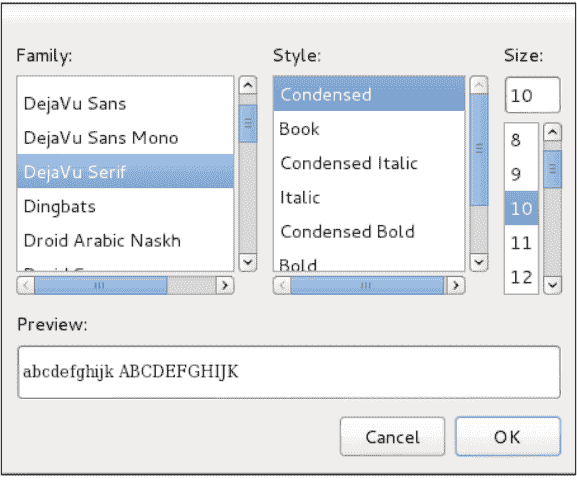 Family:
DejaVu Sans
DejaVu Sans Mono
DejaVu Serif
Dingbats
Droid Arabic Naskh
Style:
Condensed
Book
Condensed Italic
Italic
Condensed Bold
Bold
Size:
10
8
9
10
11
12
Preview:
abcdefghijk ABCDEFGHIJK
Cancel
OK